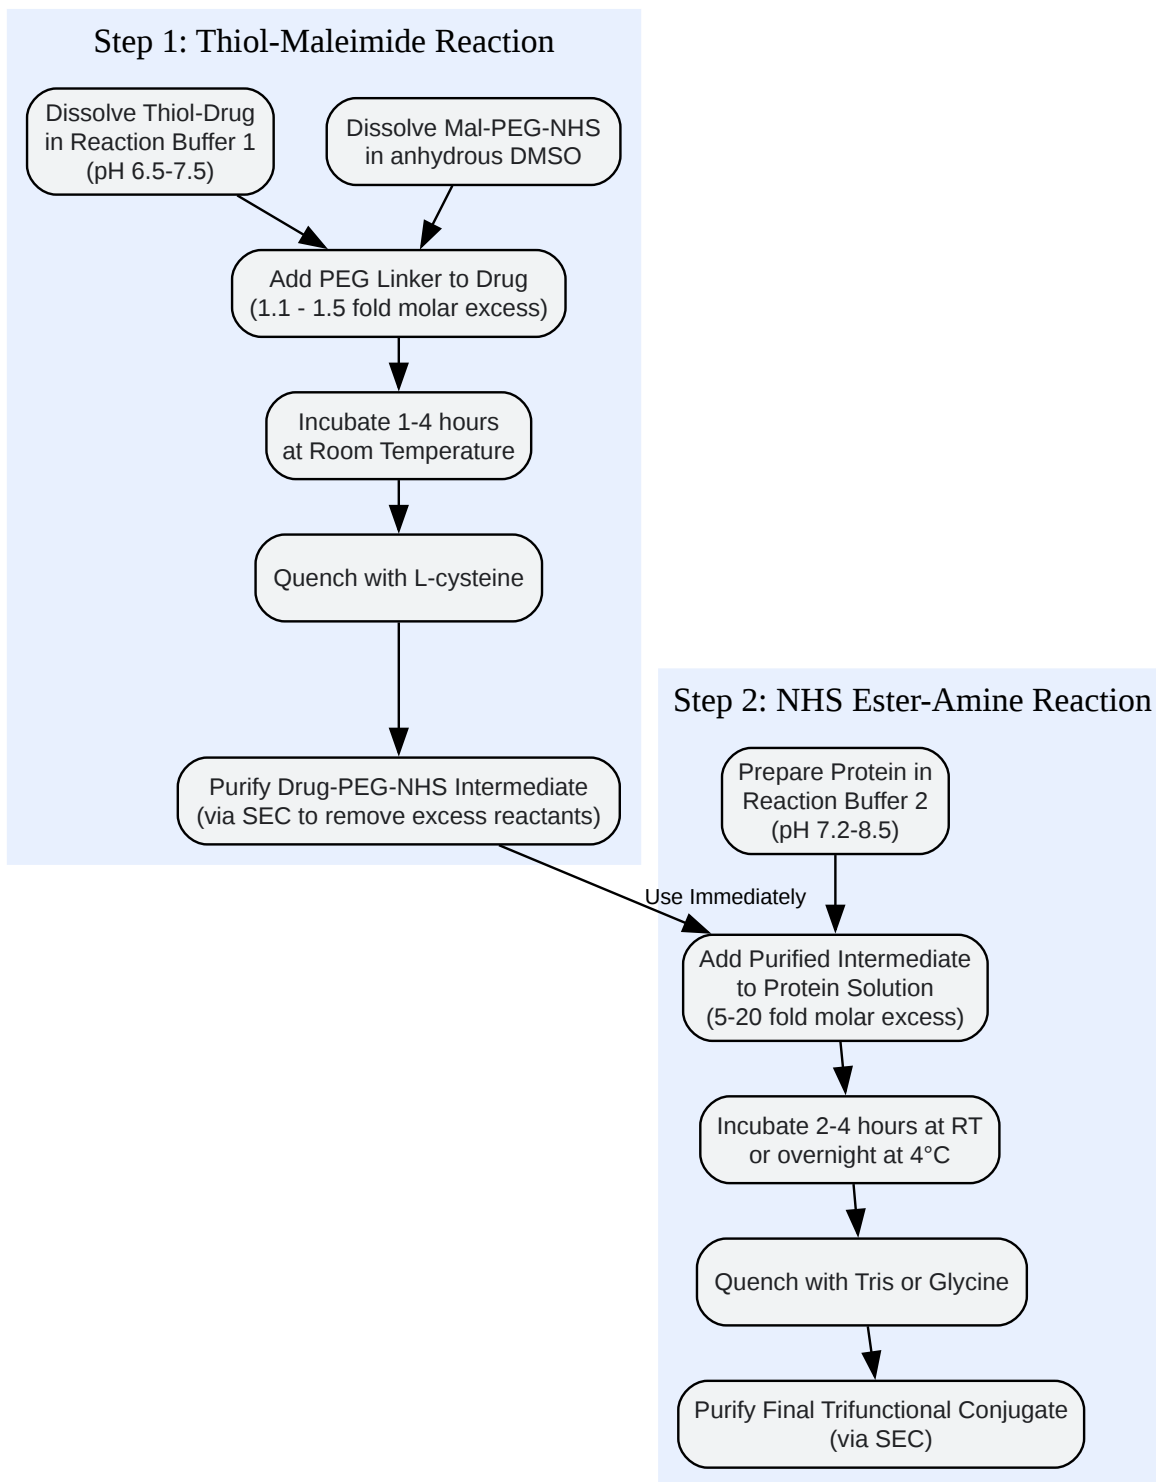 Step 1: Thiol-Maleimide Reaction
Dissolve Thiol-Drug
in Reaction Buffer 1
(pH 6.5-7.5)
Dissolve Mal-PEG-NHS
in anhydrous DMSO
Add PEG Linker to Drug
(1.1 - 1.5 fold molar excess)
Incubate 1-4 hours
at Room Temperature
Quench with L-cysteine
Purify Drug-PEG-NHS Intermediate
(via SEC to remove excess reactants)
Use Immediately
Step 2: NHS Ester-Amine Reaction
Prepare Protein in
Reaction Buffer 2
(pH 7.2-8.5)
Add Purified Intermediate
to Protein Solution
(5-20 fold molar excess)
Incubate 2-4 hours at RT
or overnight at 4°C
Quench with Tris or Glycine
Purify Final Trifunctional Conjugate
(via SEC)